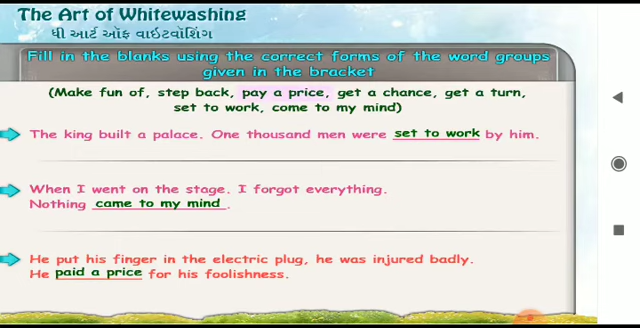 The Art of Whitewashing
ધી આર્ટ ઑફ વાઇટવૉશિંગ
Fill in the blanks using the correct forms of the word groups
given in the bracket
(Make fun of, step back, pay a price, get a chance, get a turn,
set to work, come to my mind)
The king built a palace. One thousand men were set to work by him.
When I went on the stage. I forgot everything.
Nothing came to my mind.
He put his finger in the electric plug, he was injured badly.
He paid a price for his foolishness.